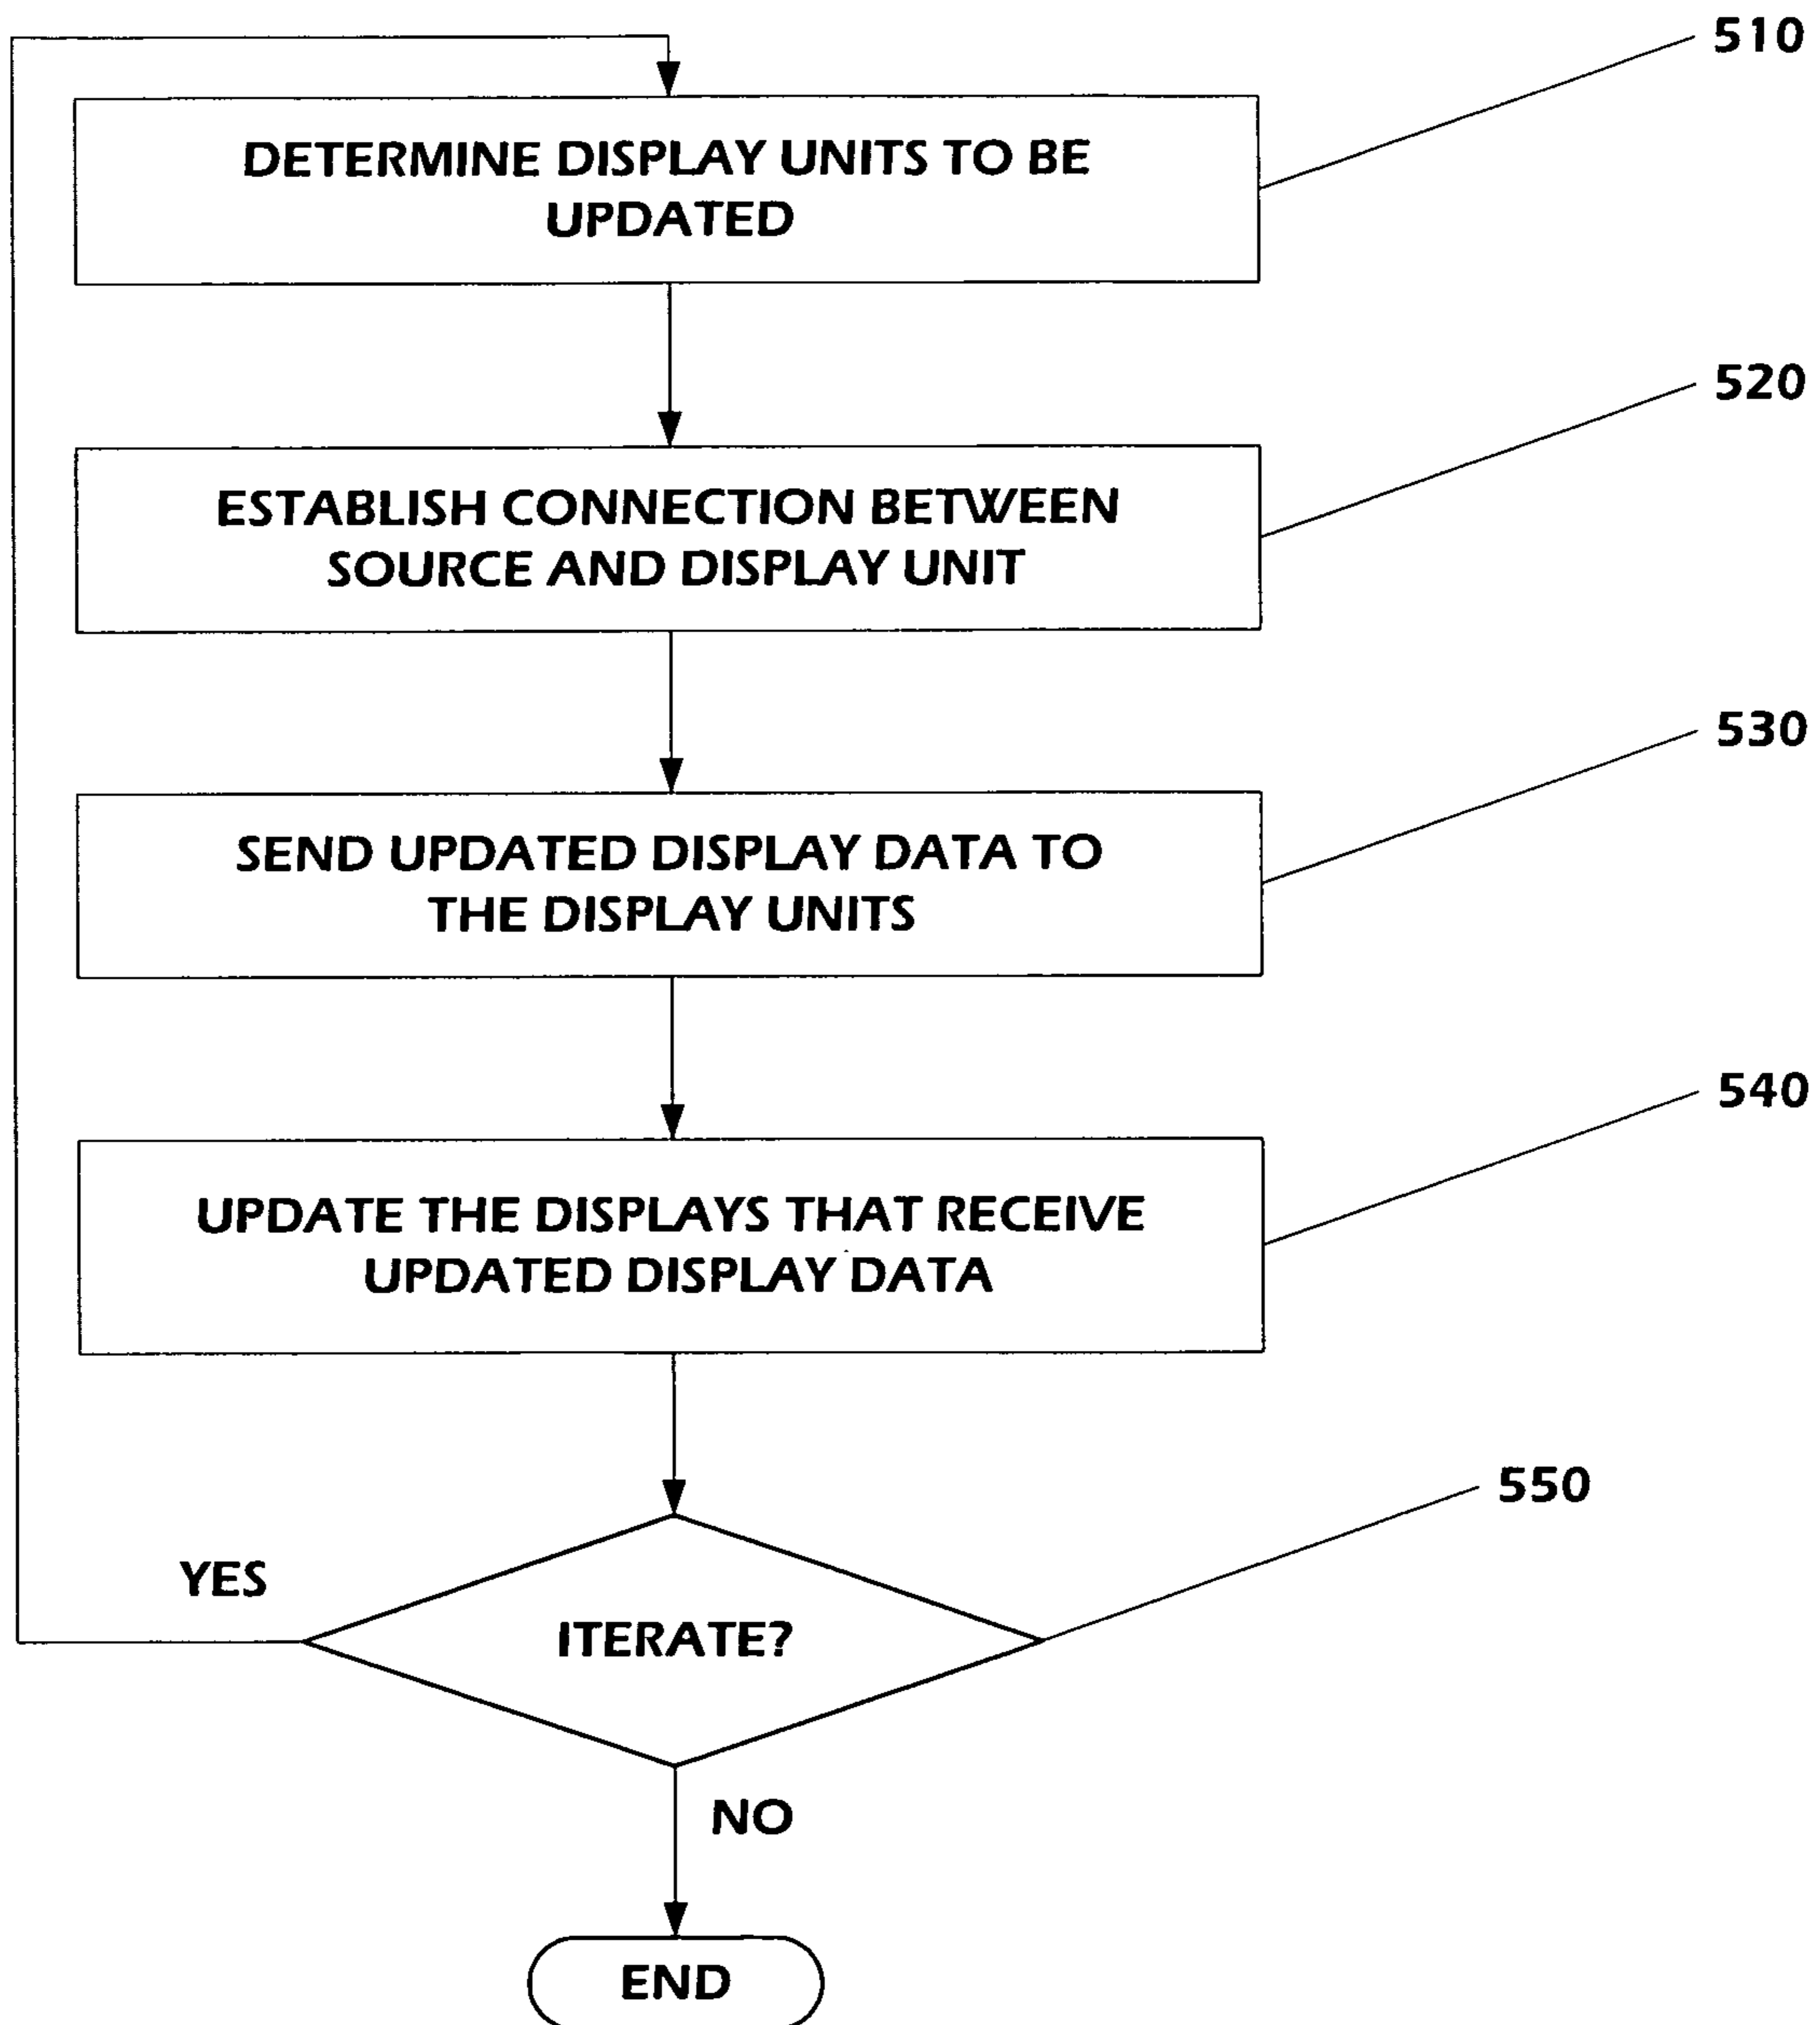 510
DETERMINE DISPLAY UNITS TO BE
UPDATED
520
ESTABLISH CONNECTION BETWEEN
SOURCE AND DISPLAY UNIT
530
SEND UPDATED DISPLAY DATA TO
THE DISPLAY UNITS
540
UPDATE THE DISPLAYS THAT RECEIVE
UPDATED DISPLAY DATA
550
YES
ITERATE?
NO
END